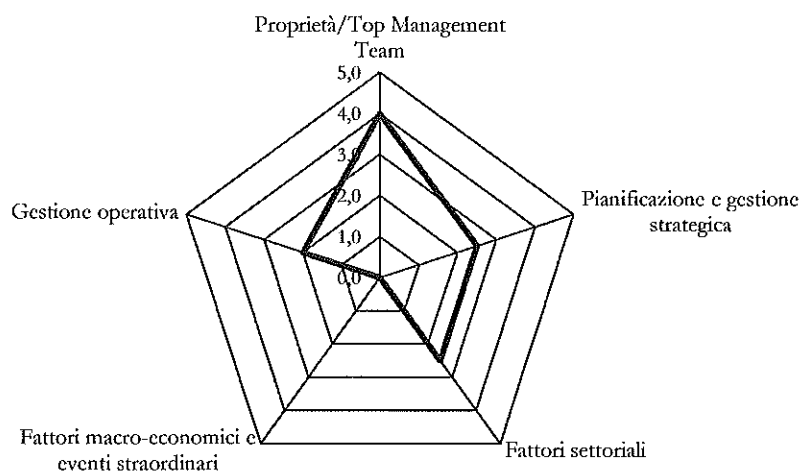 Proprietà/Top Management
Team
5,0
4,0
3,0
2,0
1,0
0,0
Gestione operativa
Pianificazione e gestione
strategica
Fattori macro-economici e
eventi straordinari
Fattori settoriali